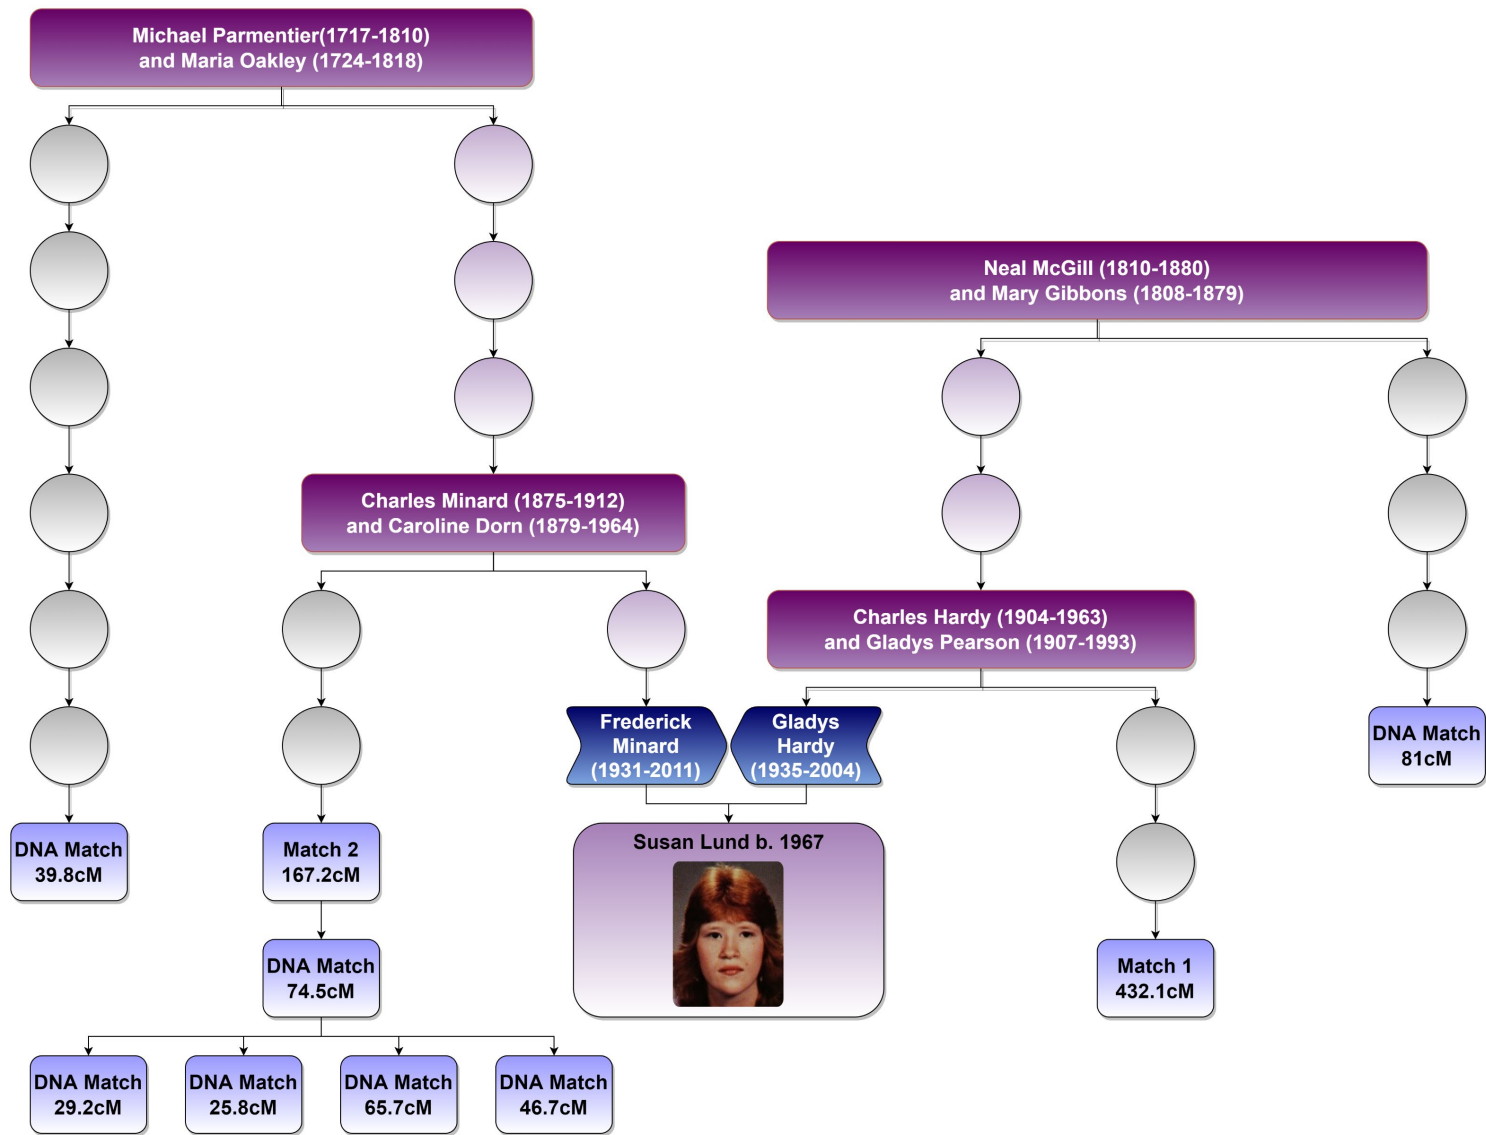 Michael Parmentier(1717-1810)
and Maria Oakley (1724-1818)
Neal McGill (1810-1880)
and Mary Gibbons (1808-1879)
Charles Minard (1875-1912)
and Caroline Dorn (1879-1964)
Charles Hardy (1904-1963)
and Gladys Pearson (1907-1993)
Frederick
Minard
(1931-2011)
Gladys
Hardy
(1935-2004)
DNA Match
81cM
DNA Match
39.8cM
Match 2
167.2cM
Susan Lund b. 1967
DNA Match
74.5cM
Match 1
432.1cM
DNA Match
29.2cM
DNA Match
25.8cM
DNA Match
65.7cM
DNA Match
46.7cM